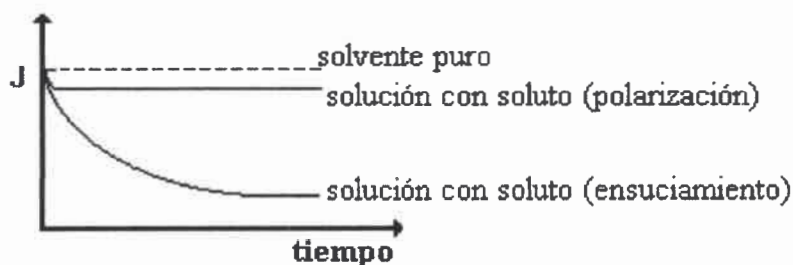 solvente puro
J
solución con soluto (polarización)
solución con soluto (ensuciamiento)
tiempo